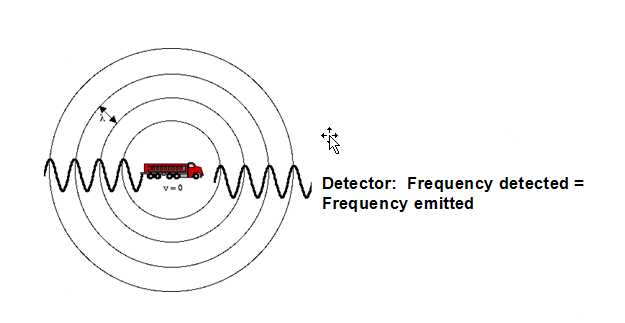 λ
v = 0
Detector:  Frequency detected =
Frequency emitted